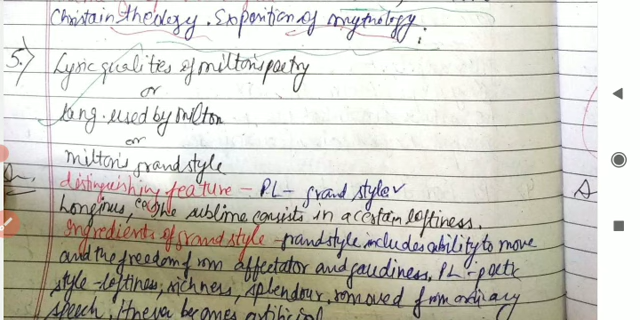 Christain theology. Exposition of mythology.
5.) Lyric qualities of milton's poetry
or
Lang. used by milton
or
milton's grand style
distinguishing feature - PL - grand style
Longinus, the sublime consists in a certain loftiness.
ingredients of grand style - grand style includes ability to move
and the freedom from affectator and gaudiness. PL - poetic
style - loftiness, richness, splendour, removed from ordinary
speech. It never becomes artificial